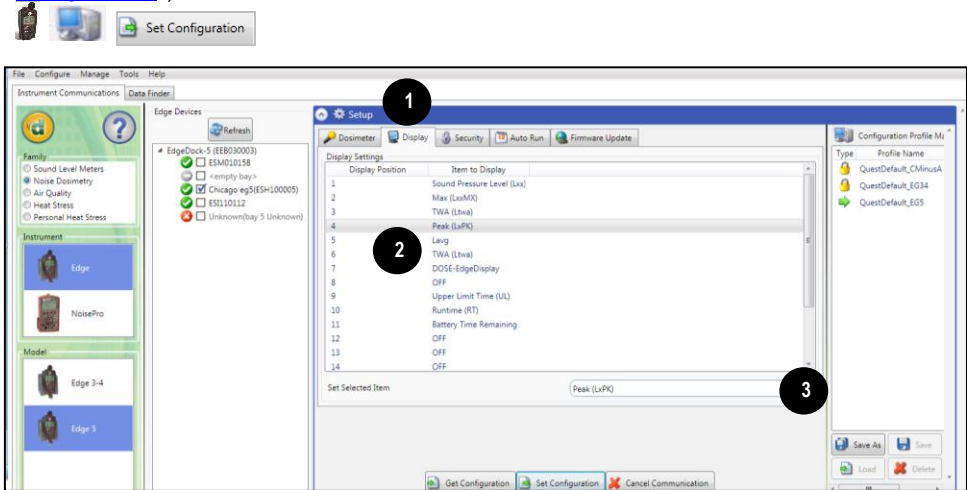 Set Configuration
File Configure Manage Tools Help
Instrument Communications Data Finder
1
Edge Devices
Refresh
EdgeDock-5 (EEB030003)
ESM010158
<empty bay>
Chicago eg5(ESH100005)
ESI110112
Unknown(bay 5 Unknown)
d ?
Family
Sound Level Meters
Noise Dosimetry
Air Quality
Heat Stress
Personal Heat Stress
Instrument
Edge
NoisePro
Model
Edge 3-4
Edge 5
Setup
Dosimeter Display Security Auto Run Firmware Update
Display Settings
Display Position Item to Display
1 Sound Pressure Level (Lxx)
2 Max (LxxMX)
3 TWA (Ltwa)
4 Peak (LxPK)
5 Lavg
6 TWA (Ltwa)
7 DOSE-EdgeDisplay
8 OFF
9 Upper Limit Time (UL)
10 Runtime (RT)
11 Battery Time Remaining
12 OFF
13 OFF
14 OFF
2
Set Selected Item Peak (LxPK)
3
Get Configuration Set Configuration Cancel Communication
Configuration Profile
Type Profile Name
QuestDefault_CMinusA
QuestDefault_EG34
QuestDefault_EG5
Save As Save
Load Delete